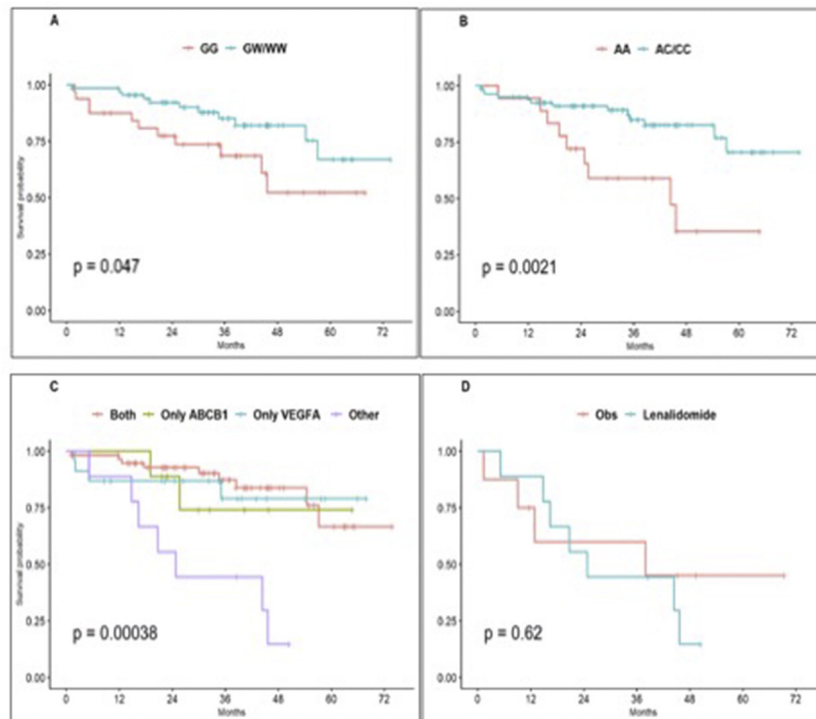 A
GG GW/WW
1.00
0.75
0.50
0.25
0.00
Survival probability
p = 0.047
0 12 24 36 48 60 72
Months
B
AA AC/CC
1.00
0.75
0.50
0.25
0.00
Survival probability
p = 0.0021
0 12 24 36 48 60 72
Months
C
Both Only ABCB1 Only VEGFA Other
1.00
0.75
0.50
0.25
0.00
Survival probability
p = 0.00038
0 12 24 36 48 60 72
Months
D
Obs Lenalidomide
1.00
0.75
0.50
0.25
0.00
Survival probability
p = 0.62
0 12 24 36 48 60 72
Months